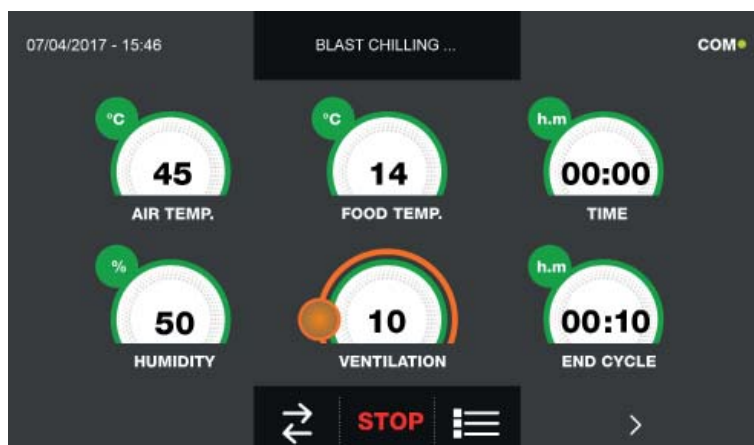 07/04/2017 - 15:46 BLAST CHILLING ... COM
°C °C h.m
45 14 00:00
AIR TEMP. FOOD TEMP. TIME
% h.m
50 10 00:10
HUMIDITY VENTILATION END CYCLE
STOP